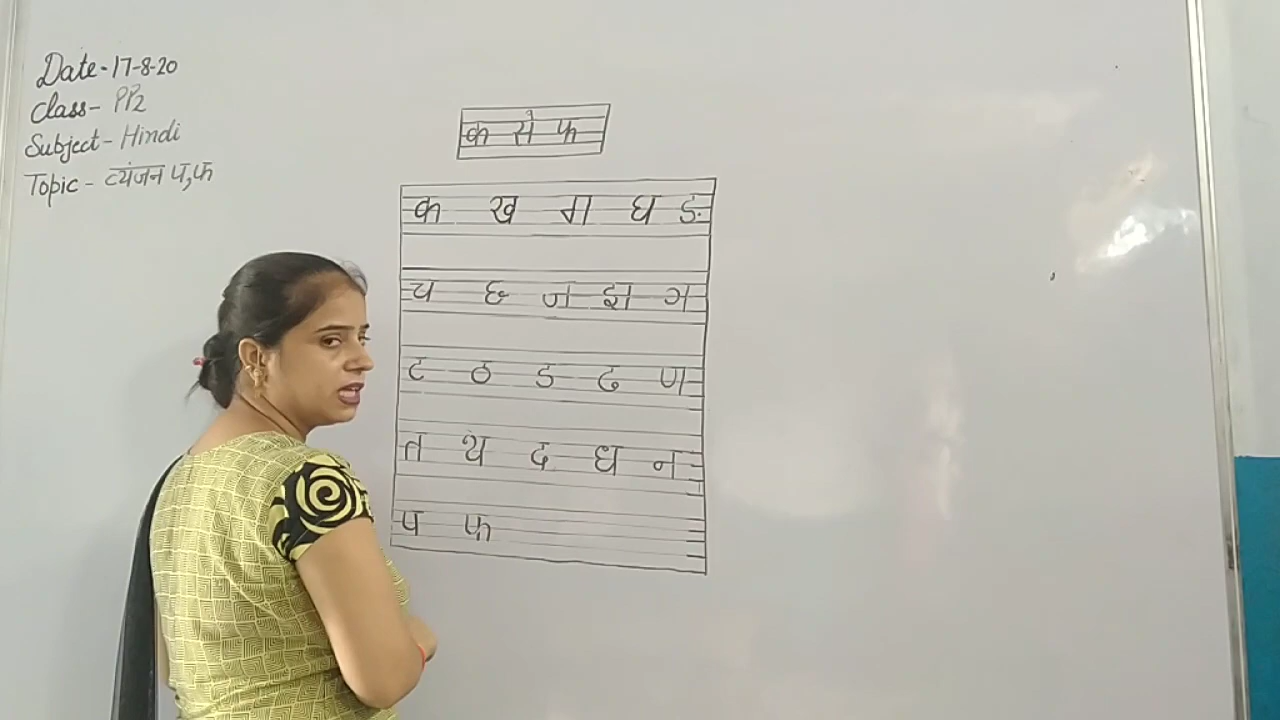 Date-17-8-20
Class- PP2
Subject-Hindi
Topic- व्यंजन प,फ
क से फ
क ख ग घ ङ
च छ ज झ ञ
ट ठ ड ढ ण
त थ द ध न
प फ